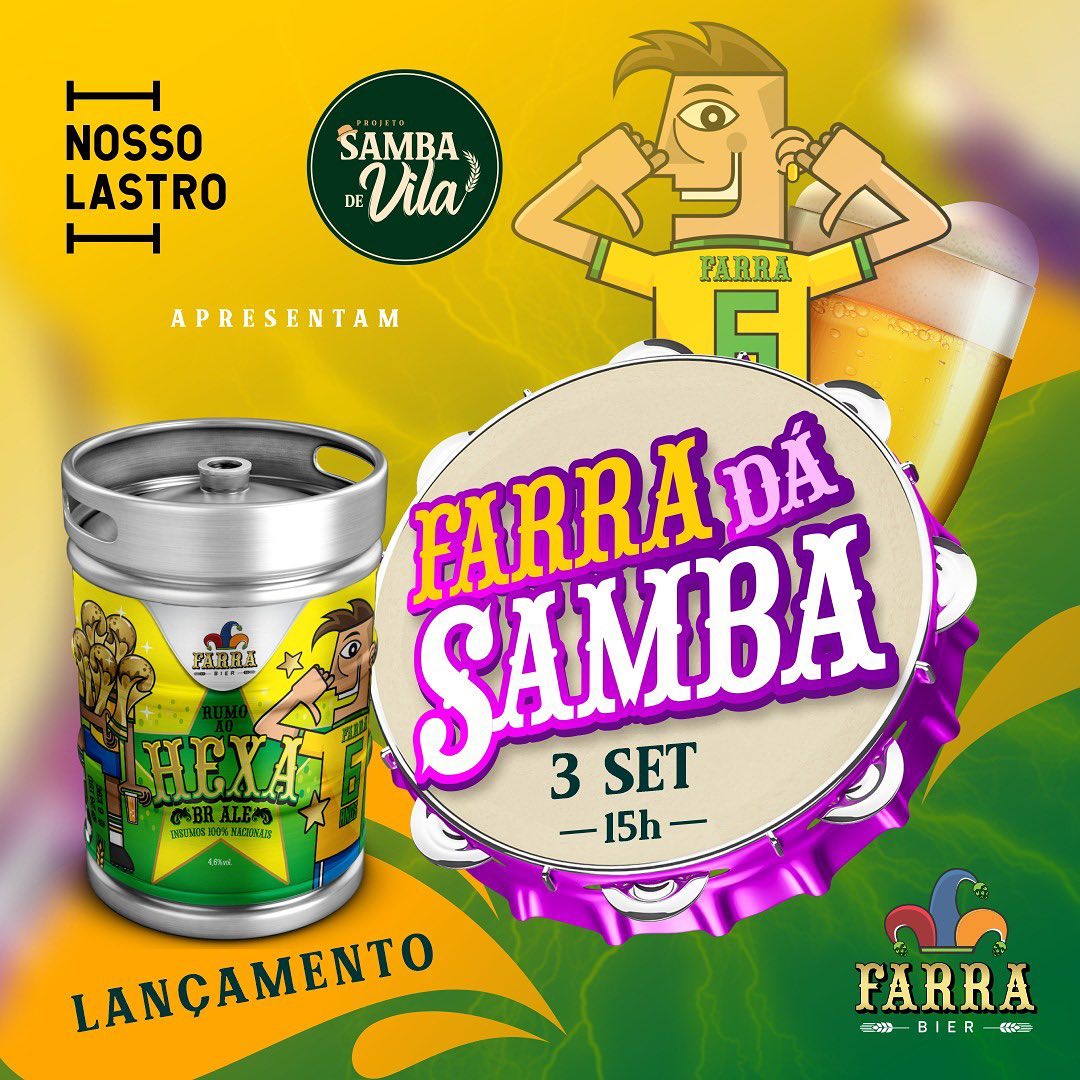 NOSSO
LASTRO
PROJETO
SAMBA
DE Vila
APRESENTAM
FARRA
6
FARRA DÁ
SAMBA
3 SET
15h
FARRA
BIER
RUMO
AO
HEXA
BR ALE
INSUMOS 100% NACIONAIS
4,6%vol.
FARRA
6
LANÇAMENTO
FARRA
BIER